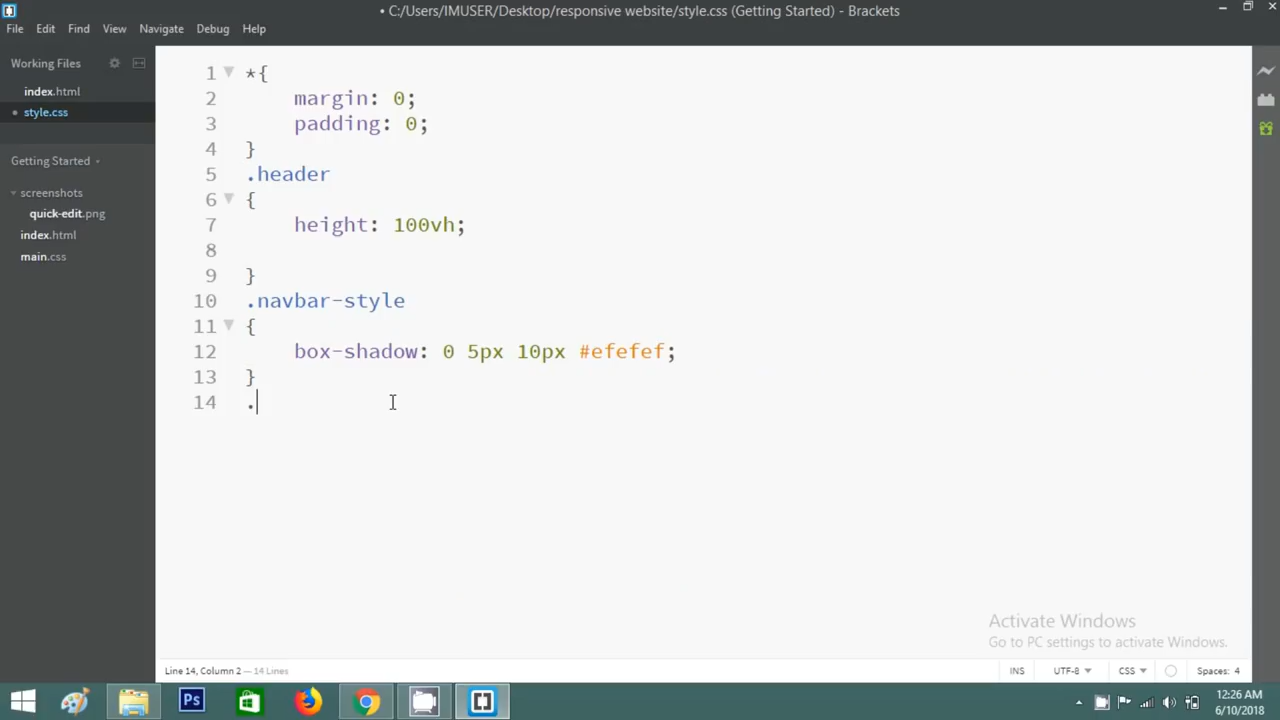 • C:/Users/IMUSER/Desktop/responsive website/style.css (Getting Started) - Brackets
File Edit Find View Navigate Debug Help
Working Files
index.html
• style.css
Getting Started
screenshots
quick-edit.png
index.html
main.css
1 *{
2 margin: 0;
3 padding: 0;
4 }
5 .header
6 {
7 height: 100vh;
8
9 }
10 .navbar-style
11 {
12 box-shadow: 0 5px 10px #efefef;
13 }
14 .
Activate Windows
Go to PC settings to activate Windows.
Line 14, Column 2 — 14 Lines
INS UTF-8 CSS Spaces: 4
Ps
12:26 AM
6/10/2018